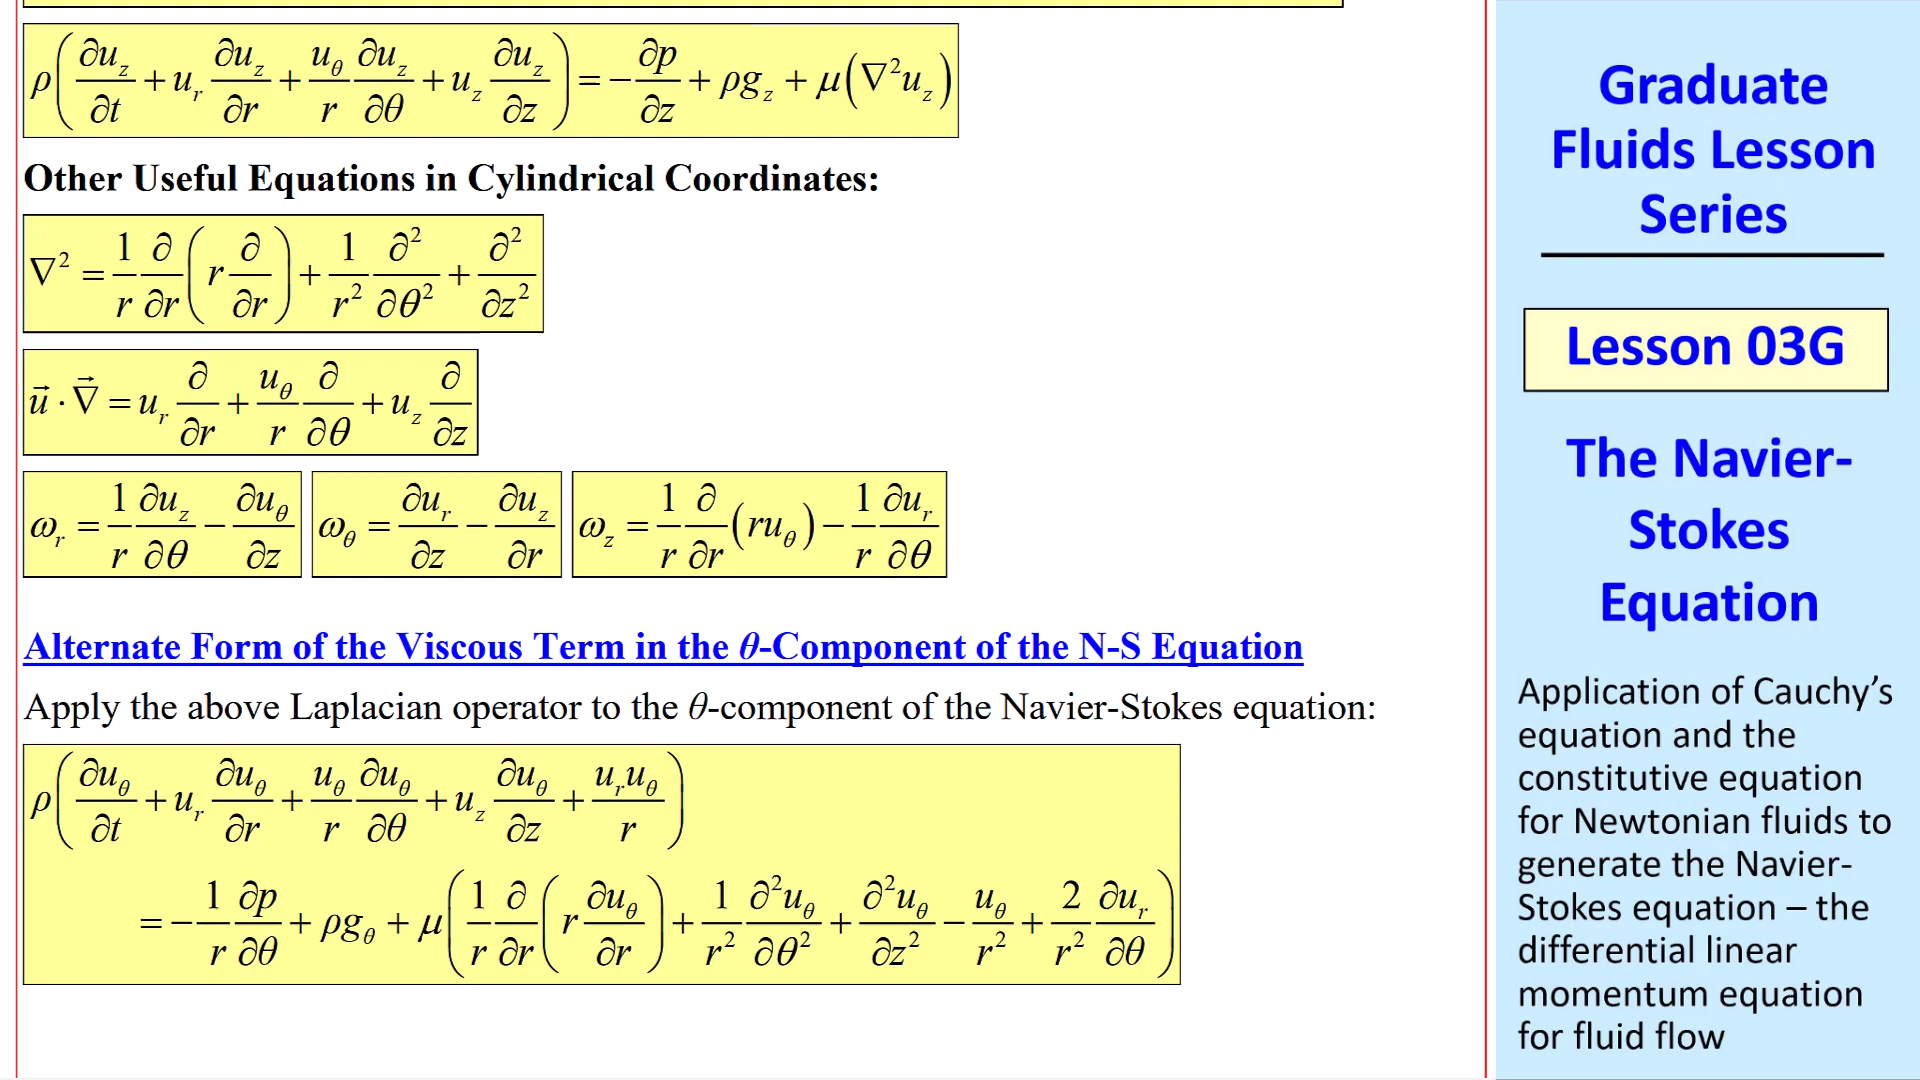 ρ(∂u_z/∂t + u_r ∂u_z/∂r + u_θ/r ∂u_z/∂θ + u_z ∂u_z/∂z) = −∂p/∂z + ρg_z + μ(∇²u_z)
Other Useful Equations in Cylindrical Coordinates:
∇² = 1/r ∂/∂r (r ∂/∂r) + 1/r² ∂²/∂θ² + ∂²/∂z²
u⃗ · ∇⃗ = u_r ∂/∂r + u_θ/r ∂/∂θ + u_z ∂/∂z
ω_r = 1/r ∂u_z/∂θ − ∂u_θ/∂z   ω_θ = ∂u_r/∂z − ∂u_z/∂r   ω_z = 1/r ∂/∂r (ru_θ) − 1/r ∂u_r/∂θ
Alternate Form of the Viscous Term in the θ-Component of the N-S Equation
Apply the above Laplacian operator to the θ-component of the Navier-Stokes equation:
ρ(∂u_θ/∂t + u_r ∂u_θ/∂r + u_θ/r ∂u_θ/∂θ + u_z ∂u_θ/∂z + u_r u_θ/r)
= −1/r ∂p/∂θ + ρg_θ + μ(1/r ∂/∂r (r ∂u_θ/∂r) + 1/r² ∂²u_θ/∂θ² + ∂²u_θ/∂z² − u_θ/r² + 2/r² ∂u_r/∂θ)
Graduate
Fluids Lesson
Series
Lesson 03G
The Navier-
Stokes
Equation
Application of Cauchy’s
equation and the
constitutive equation
for Newtonian fluids to
generate the Navier-
Stokes equation – the
differential linear
momentum equation
for fluid flow